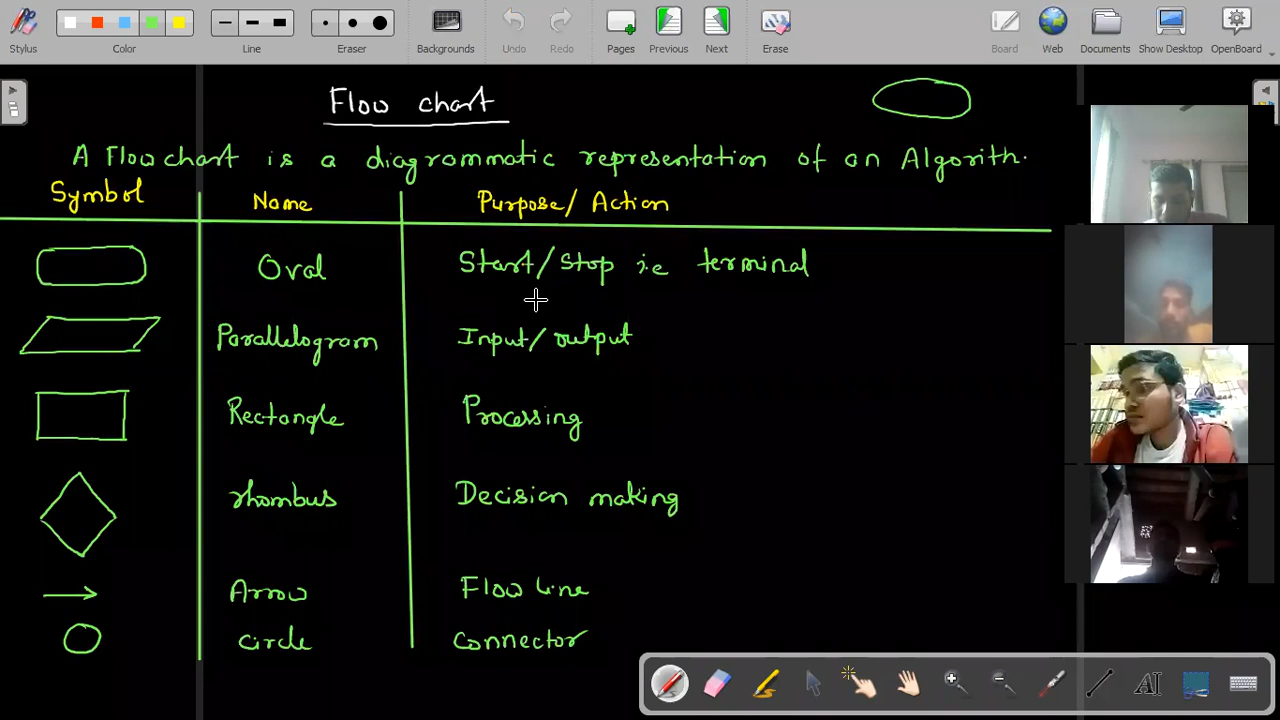 Stylus Color Line Eraser Backgrounds Undo Redo Pages Previous Next Erase Board Web Documents Show Desktop OpenBoard
Flow chart
A Flowchart is a diagrammatic representation of an Algorith.
Symbol Name Purpose/ Action
Oval Start/Stop i.e terminal
Parallelogram Input/output
Rectangle Processing
rhombus Decision making
Arrow Flow line
circle Connector
AI